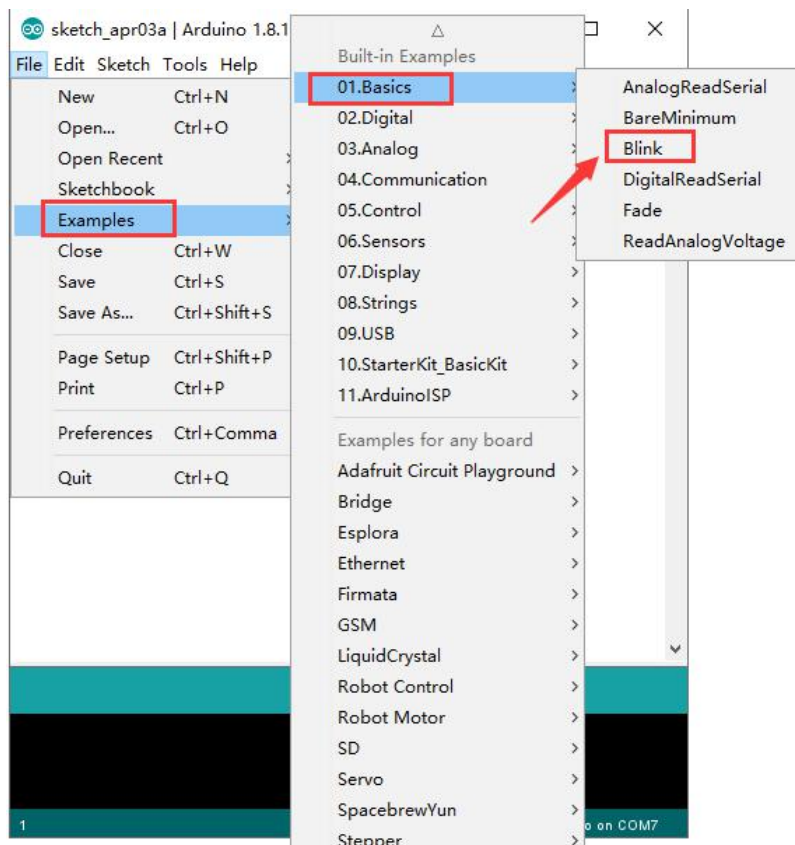 sketch_apr03a | Arduino 1.8.1
File Edit Sketch Tools Help
New Ctrl+N
Open... Ctrl+O
Open Recent
Sketchbook
Examples
Close Ctrl+W
Save Ctrl+S
Save As... Ctrl+Shift+S
Page Setup Ctrl+Shift+P
Print Ctrl+P
Preferences Ctrl+Comma
Quit Ctrl+Q
Built-in Examples
01.Basics
02.Digital
03.Analog
04.Communication
05.Control
06.Sensors
07.Display
08.Strings
09.USB
10.StarterKit_BasicKit
11.ArduinoISP
Examples for any board
Adafruit Circuit Playground
Bridge
Esplora
Ethernet
Firmata
GSM
LiquidCrystal
Robot Control
Robot Motor
SD
Servo
SpacebrewYun
Stepper
AnalogReadSerial
BareMinimum
Blink
DigitalReadSerial
Fade
ReadAnalogVoltage
1
o on COM7